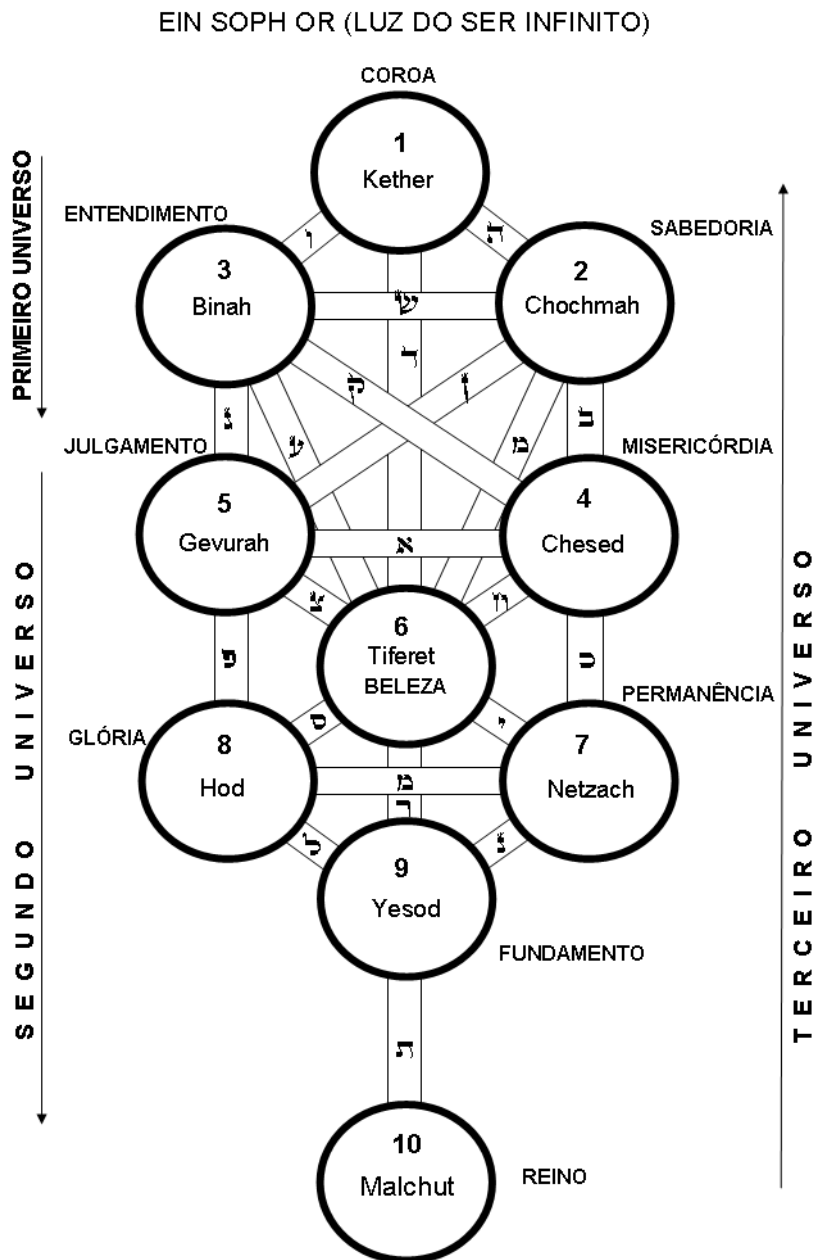 EIN SOPH OR (LUZ DO SER INFINITO)
COROA
1
Kether
PRIMEIRO UNIVERSO
ENTENDIMENTO
SABEDORIA
ה
3
Binah
2
Chochmah
JULGAMENTO
MISERICÓRDIA
5
Gevurah
4
Chesed
א
6
Tiferet
BELEZA
פ
ט
GLÓRIA
PERMANÊNCIA
ס
י
8
Hod
7
Netzach
מ
ר
ל
9
Yesod
FUNDAMENTO
SEGUNDO UNIVERSO
TERCEIRO UNIVERSO
ת
10
Malchut
REINO